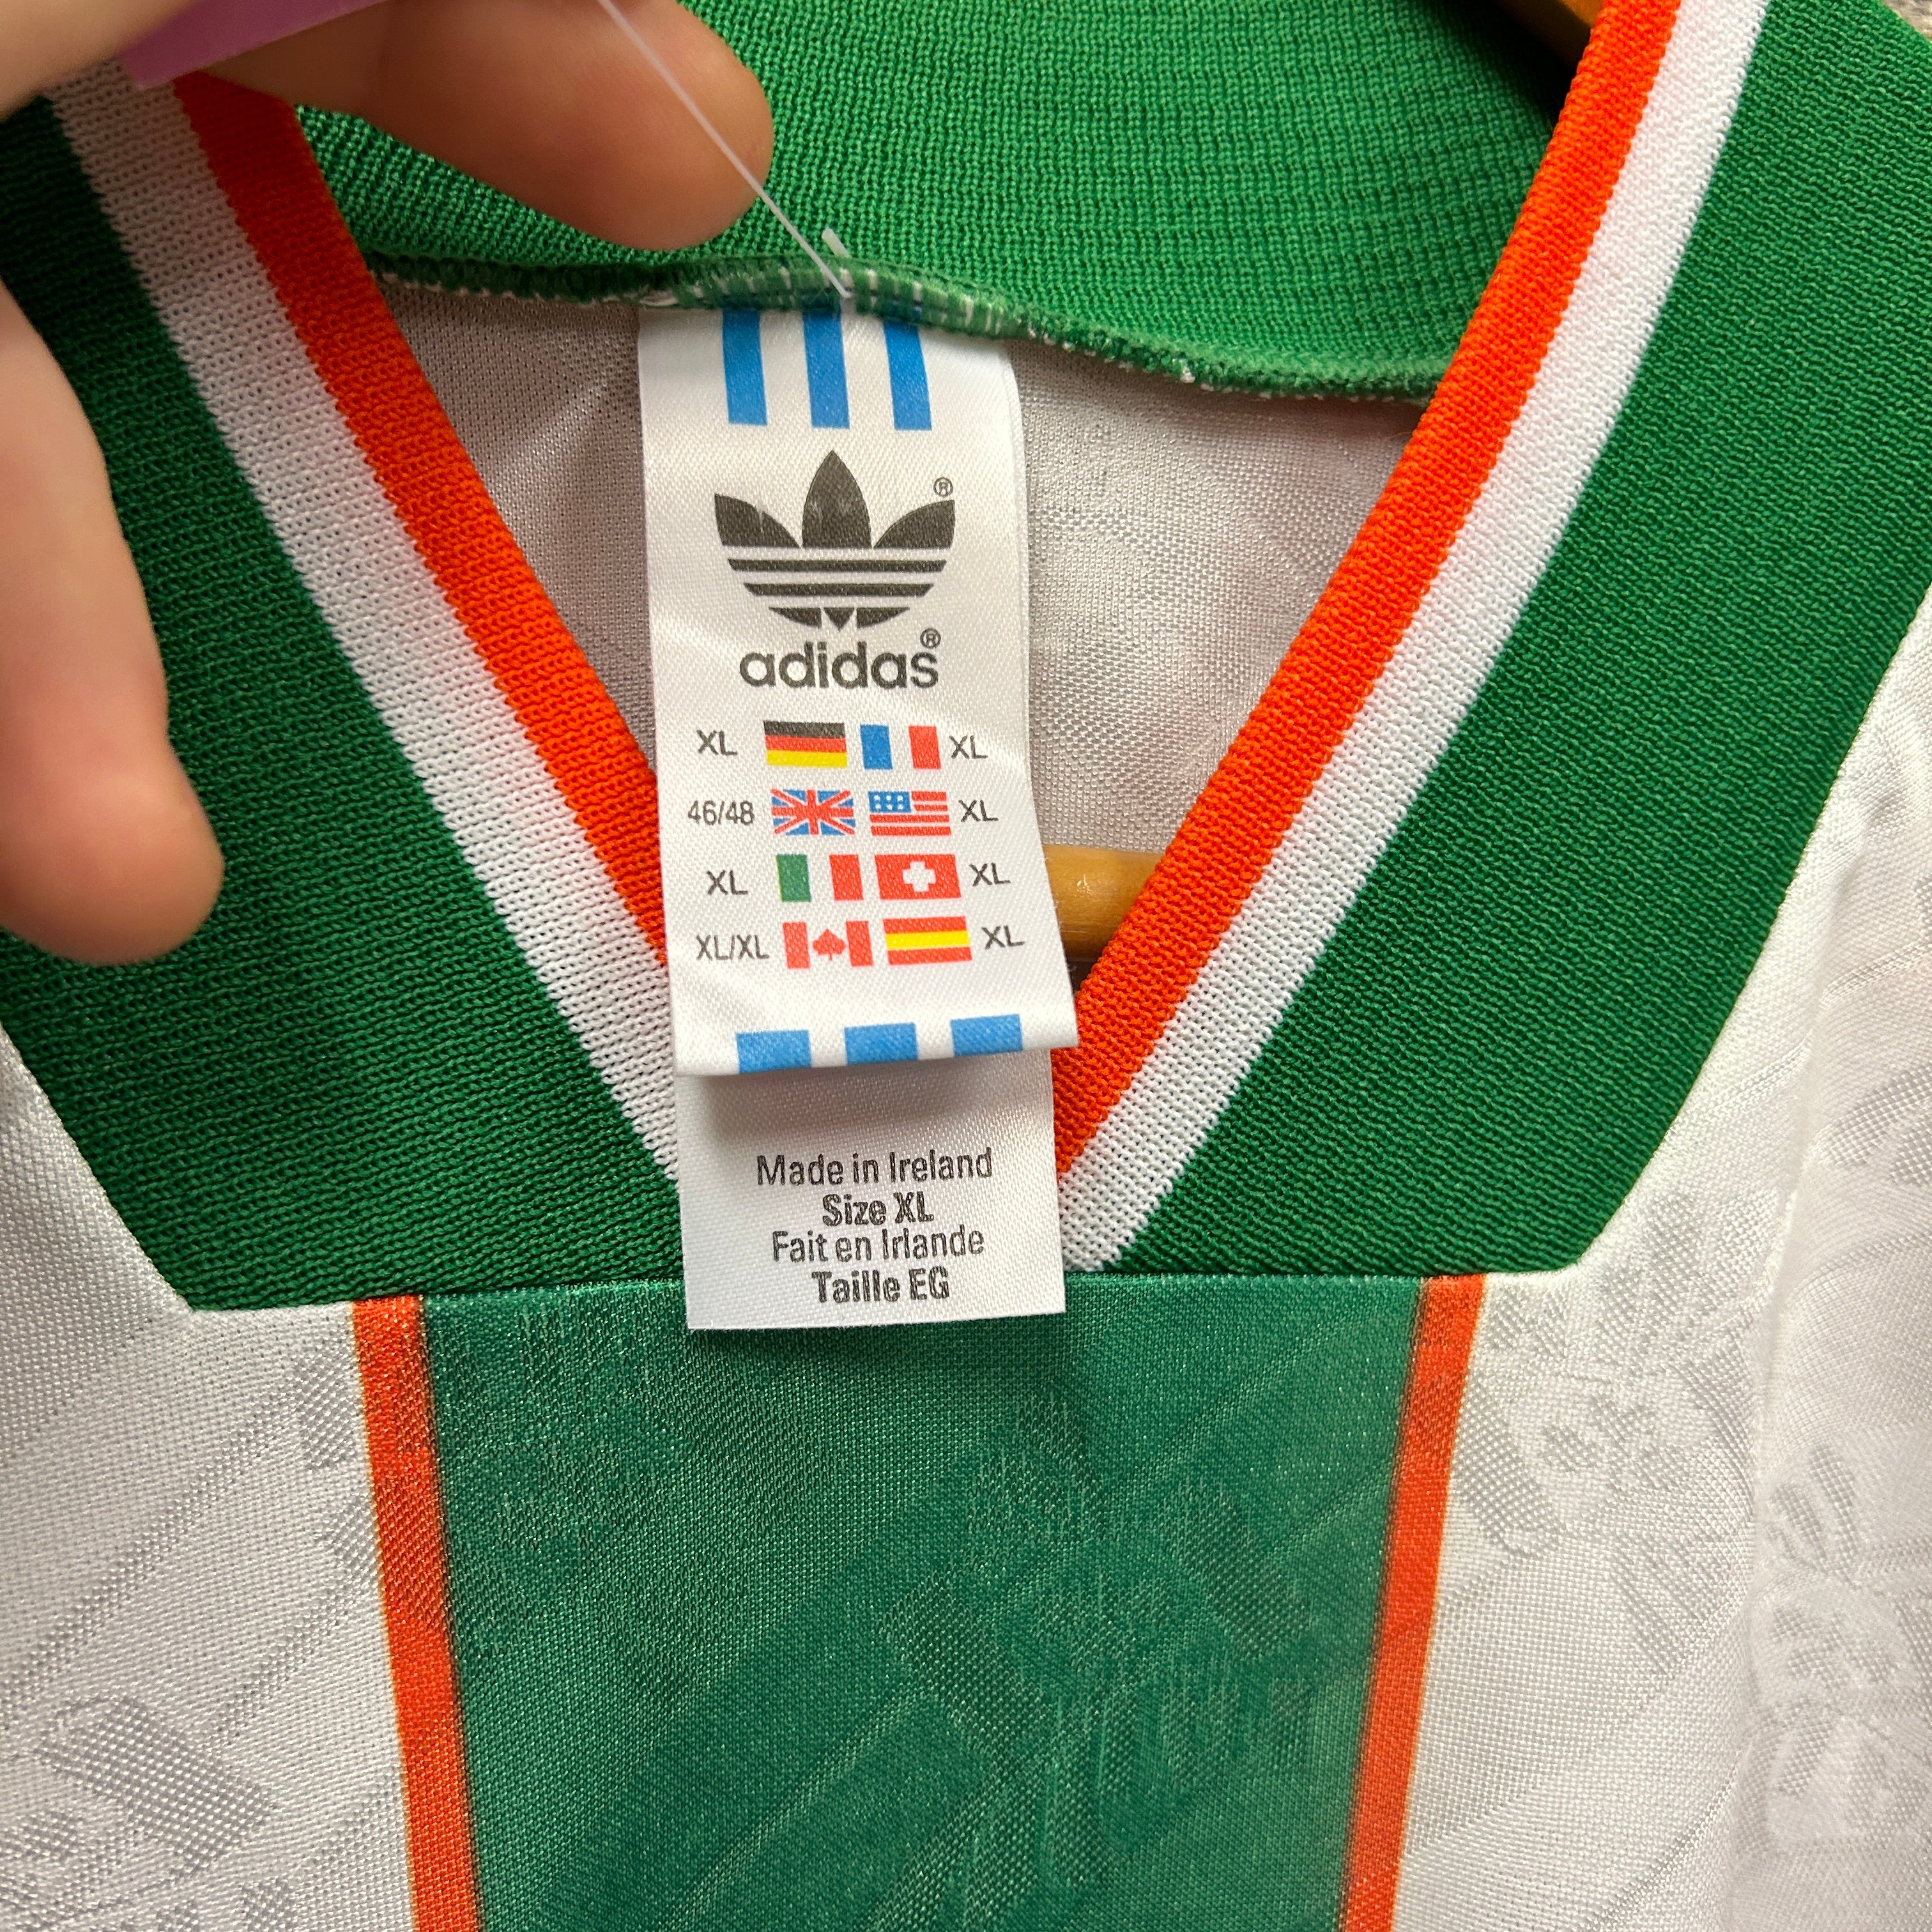 ®
adidas®
XL XL
46/48 XL
XL XL
XL/XL XL
Made in Ireland
Size XL
Fait en Irlande
Taille EG